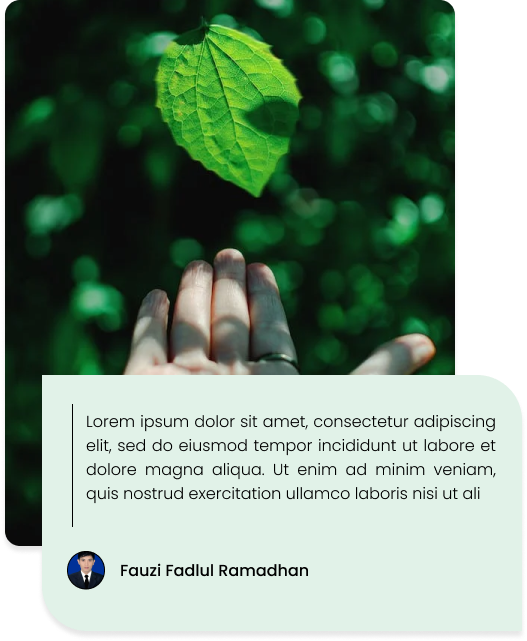 Lorem ipsum dolor sit amet, consectetur adipiscing
elit, sed do eiusmod tempor incididunt ut labore et
dolore magna aliqua. Ut enim ad minim veniam,
quis nostrud exercitation ullamco laboris nisi ut ali
Fauzi Fadlul Ramadhan